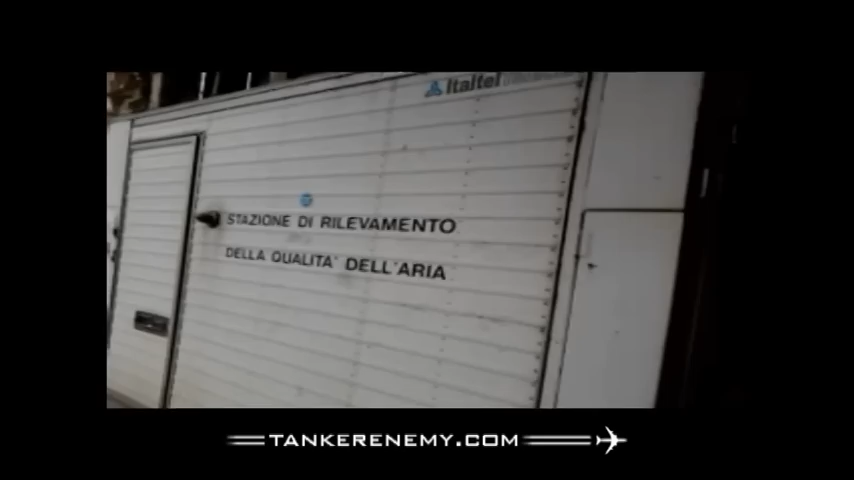 Italtel
STAZIONE DI RILEVAMENTO
DELLA QUALITA' DELL'ARIA
TANKERENEMY.COM